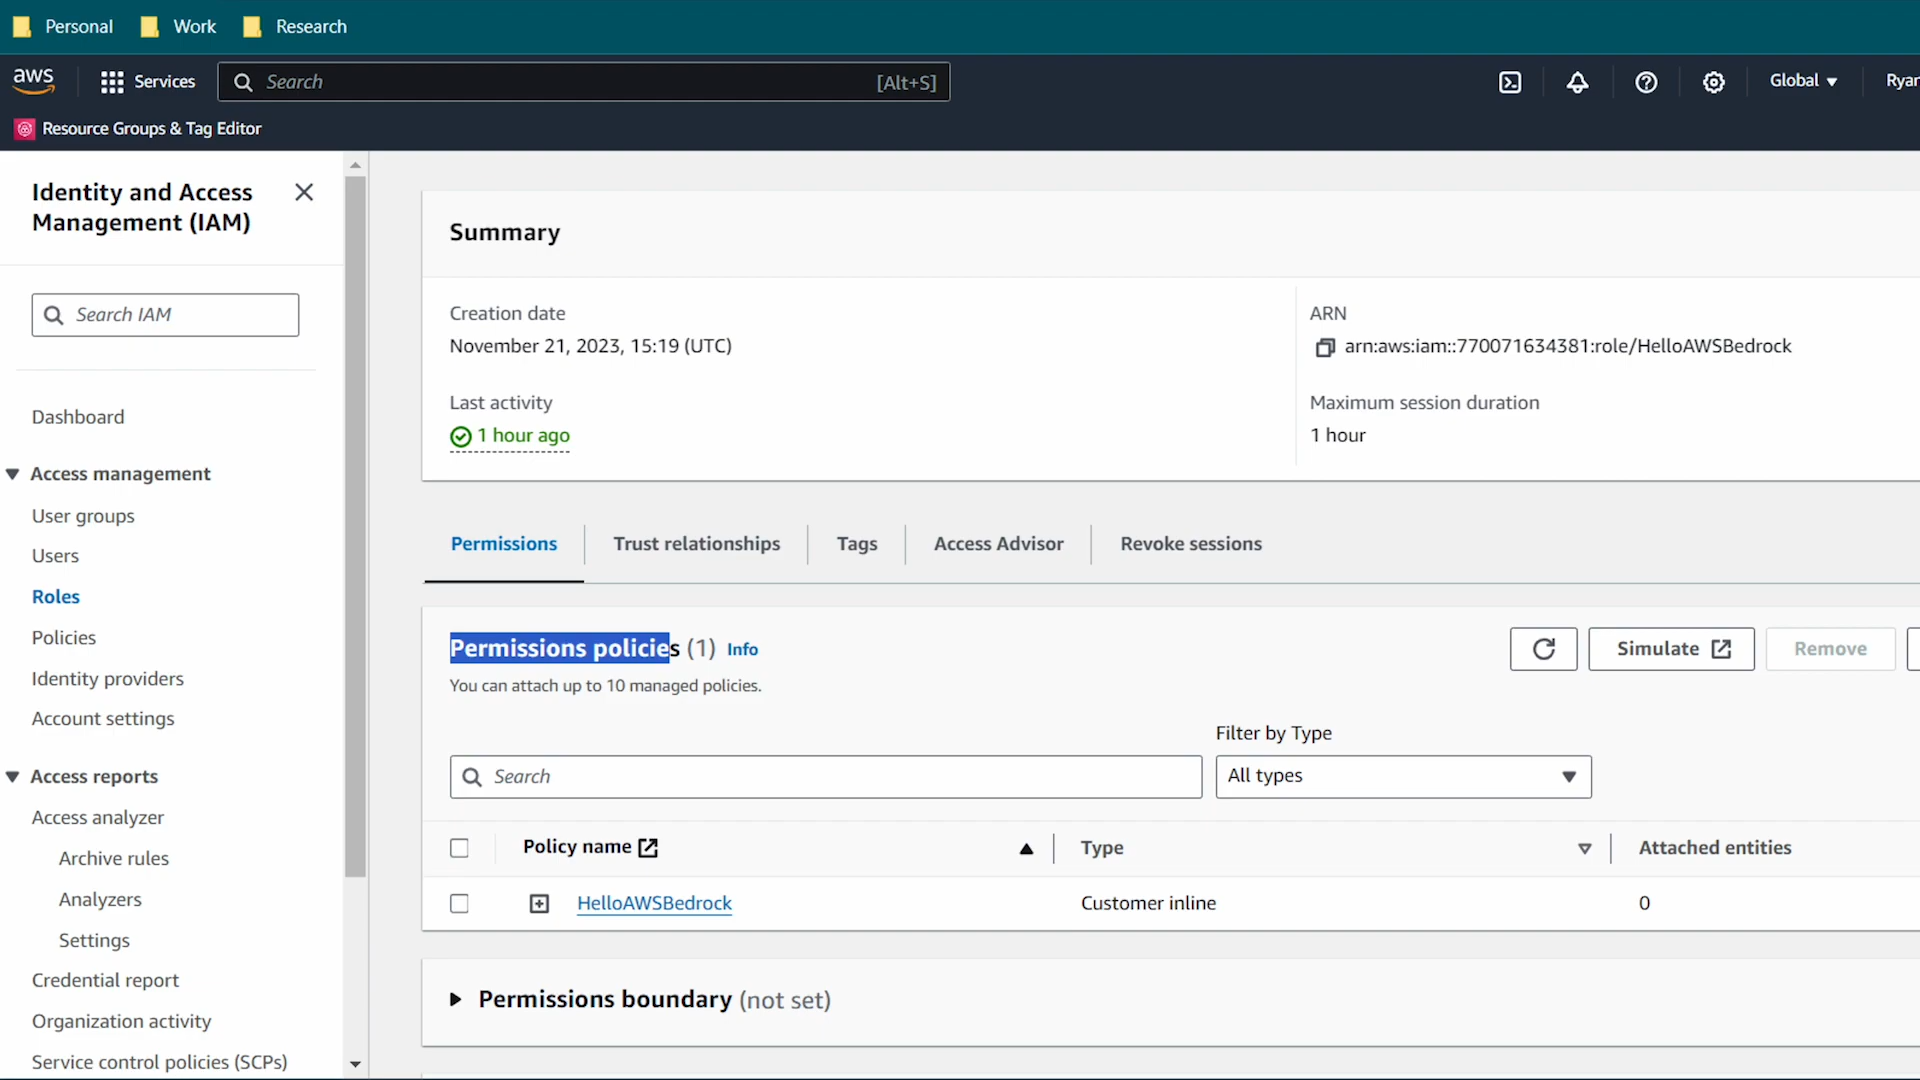 Personal
Work
Research
aws
Services
Search
[Alt+S]
Global
Ryan
Resource Groups & Tag Editor
Identity and Access
Management (IAM)
Search IAM
Dashboard
Access management
User groups
Users
Roles
Policies
Identity providers
Account settings
Access reports
Access analyzer
Archive rules
Analyzers
Settings
Credential report
Organization activity
Service control policies (SCPs)
Summary
Creation date
November 21, 2023, 15:19 (UTC)
ARN
arn:aws:iam::770071634381:role/HelloAWSBedrock
Last activity
1 hour ago
Maximum session duration
1 hour
Permissions
Trust relationships
Tags
Access Advisor
Revoke sessions
Permissions policies (1) Info
You can attach up to 10 managed policies.
Simulate
Remove
Filter by Type
Search
All types
Policy name
Type
Attached entities
HelloAWSBedrock
Customer inline
0
Permissions boundary (not set)